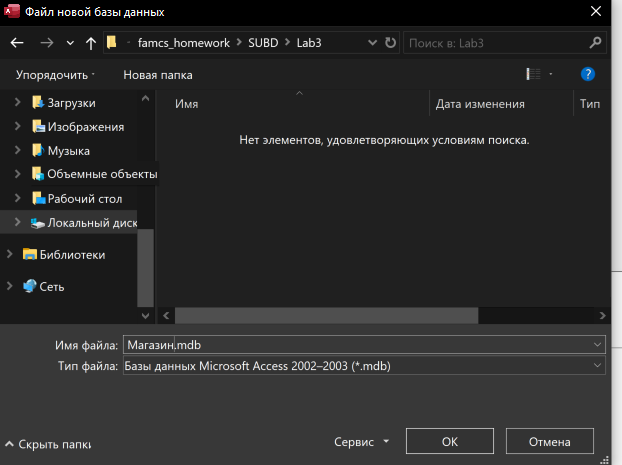 Файл новой базы данных
famcs_homework > SUBD > Lab3
Поиск в: Lab3
Упорядочить
Новая папка
Имя
Дата изменения
Тип
Нет элементов, удовлетворяющих условиям поиска.
Загрузки
Изображения
Музыка
Объемные объекты
Рабочий стол
Локальный диск
Библиотеки
Сеть
Имя файла: Магазин.mdb
Тип файла: Базы данных Microsoft Access 2002–2003 (*.mdb)
Скрыть папки
Сервис
ОК
Отмена